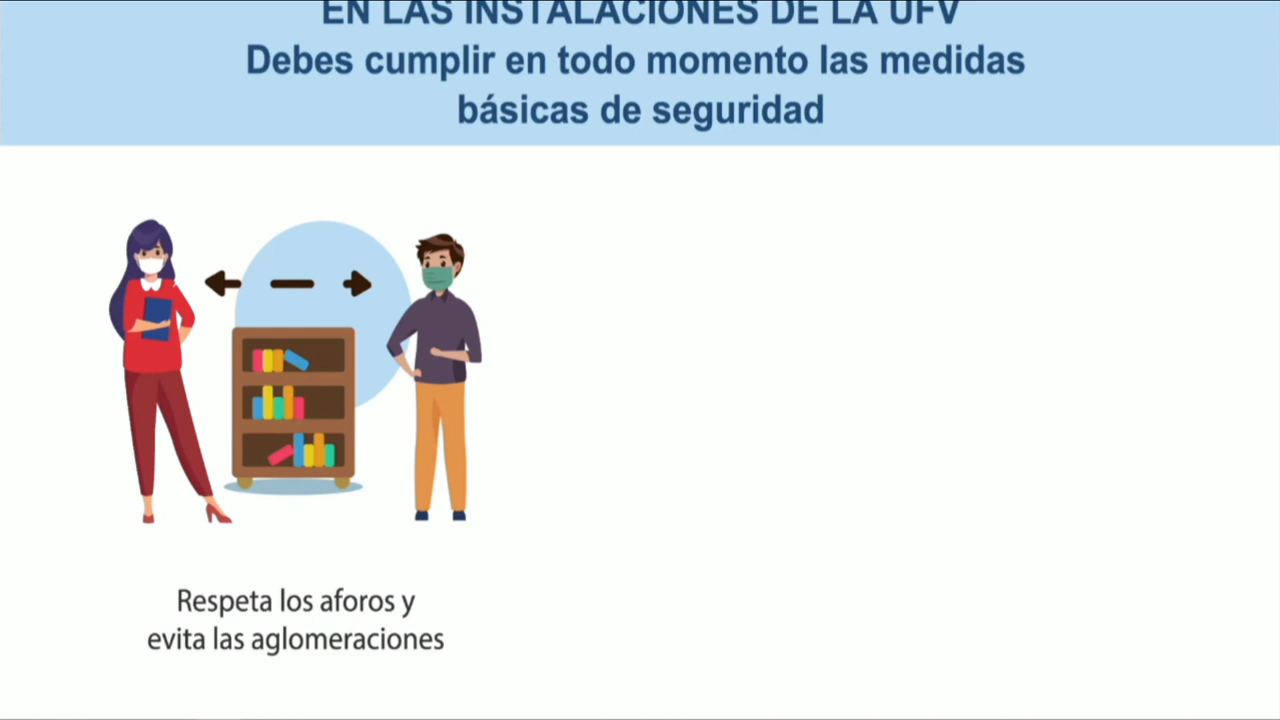 EN LAS INSTALACIONES DE LA UFV
Debes cumplir en todo momento las medidas
básicas de seguridad
Respeta los aforos y
evita las aglomeraciones